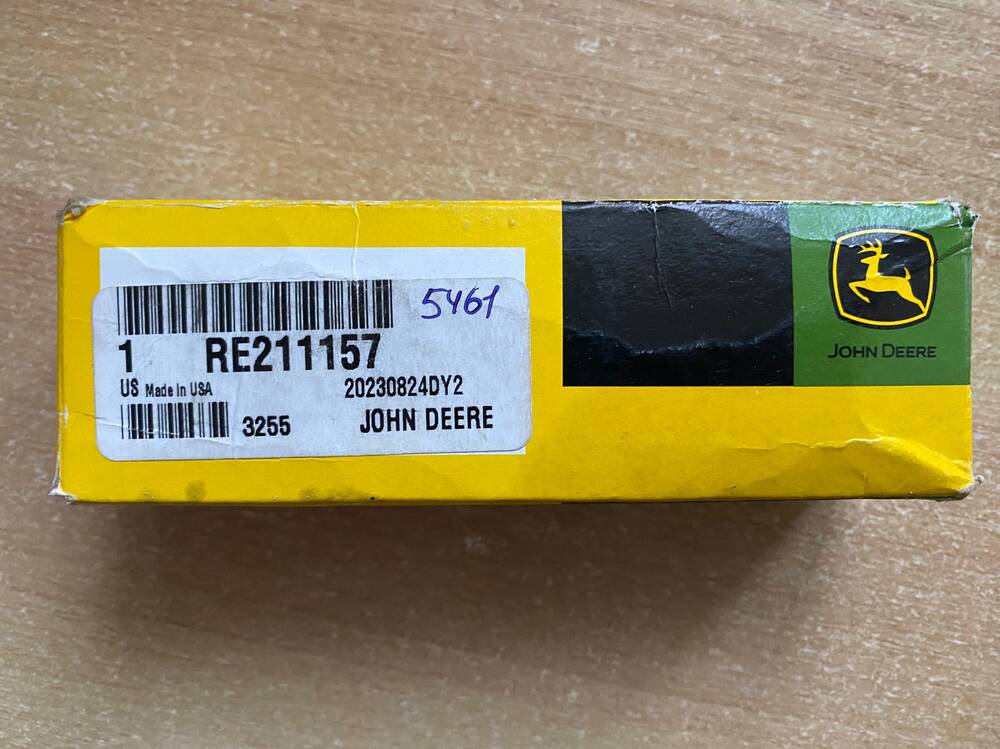 5461
1 RE211157
US Made in USA 20230824DY2
3255 JOHN DEERE
JOHN DEERE